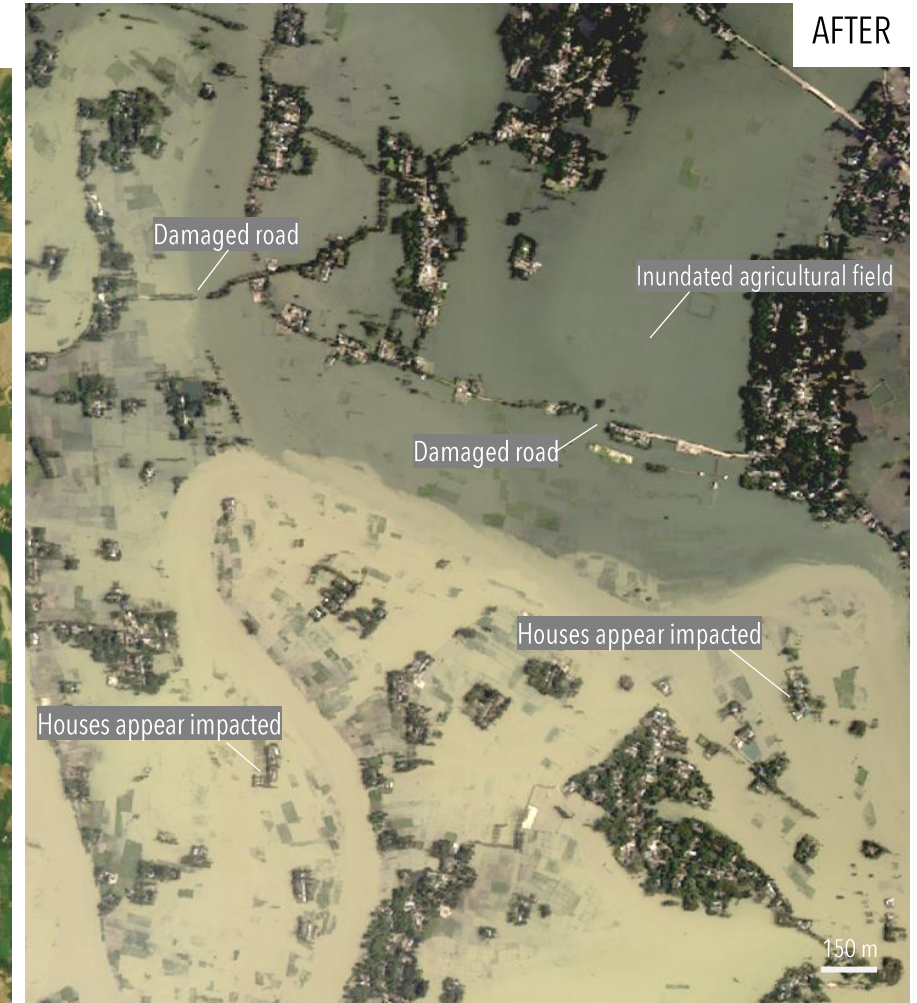 AFTER
Damaged road
Inundated agricultural field
Damaged road
Houses appear impacted
Houses appear impacted
150 m